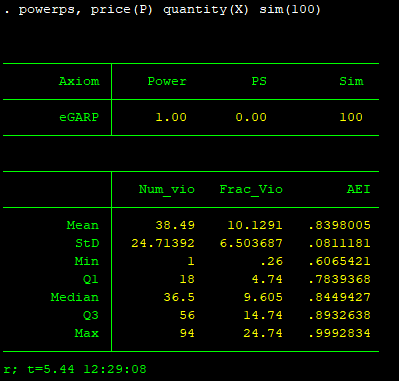 . powerps, price(P) quantity(X) sim(100)
Axiom Power PS Sim
eGARP 1.00 0.00 100
Num_vio Frac_Vio AEI
Mean 38.49 10.1291 .8398005
StD 24.71392 6.503687 .0811181
Min 1 .26 .6065421
Q1 18 4.74 .7839368
Median 36.5 9.605 .8449427
Q3 56 14.74 .8932638
Max 94 24.74 .9992834
r; t=5.44 12:29:08